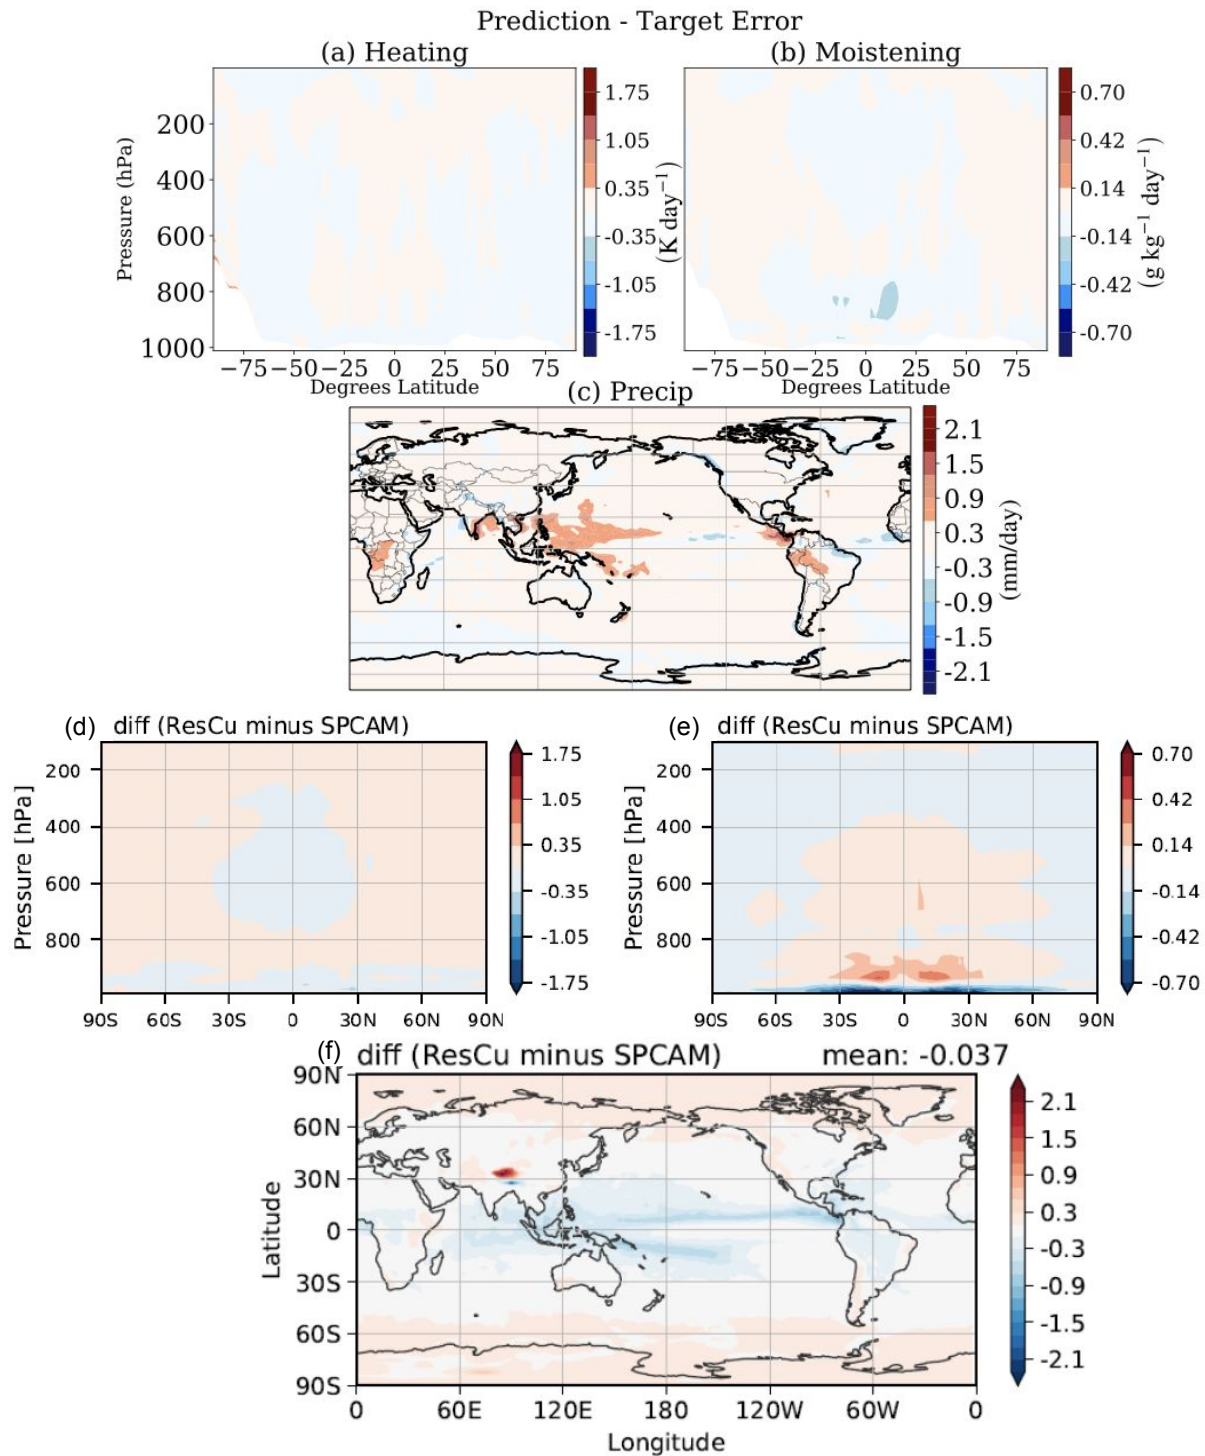 Prediction - Target Error
(a) Heating
(b) Moistening
Pressure (hPa)
200
400
600
800
1000
−75 −50 −25 0 25 50 75
Degrees Latitude
1.75
1.05
0.35
-0.35
-1.05
-1.75
(K day−1)
−75 −50 −25 0 25 50 75
Degrees Latitude
0.70
0.42
0.14
-0.14
-0.42
-0.70
(g kg−1 day−1)
(c) Precip
2.1
1.5
0.9
0.3
-0.3
-0.9
-1.5
-2.1
(mm/day)
(d) diff (ResCu minus SPCAM)
Pressure [hPa]
200
400
600
800
90S 60S 30S 0 30N 60N 90N
1.75
1.05
0.35
-0.35
-1.05
-1.75
(e) diff (ResCu minus SPCAM)
Pressure [hPa]
200
400
600
800
90S 60S 30S 0 30N 60N 90N
0.70
0.42
0.14
-0.14
-0.42
-0.70
(f) diff (ResCu minus SPCAM) mean: -0.037
Latitude
90N
60N
30N
0
30S
60S
90S
0 60E 120E 180 120W 60W 0
Longitude
2.1
1.5
0.9
0.3
-0.3
-0.9
-1.5
-2.1